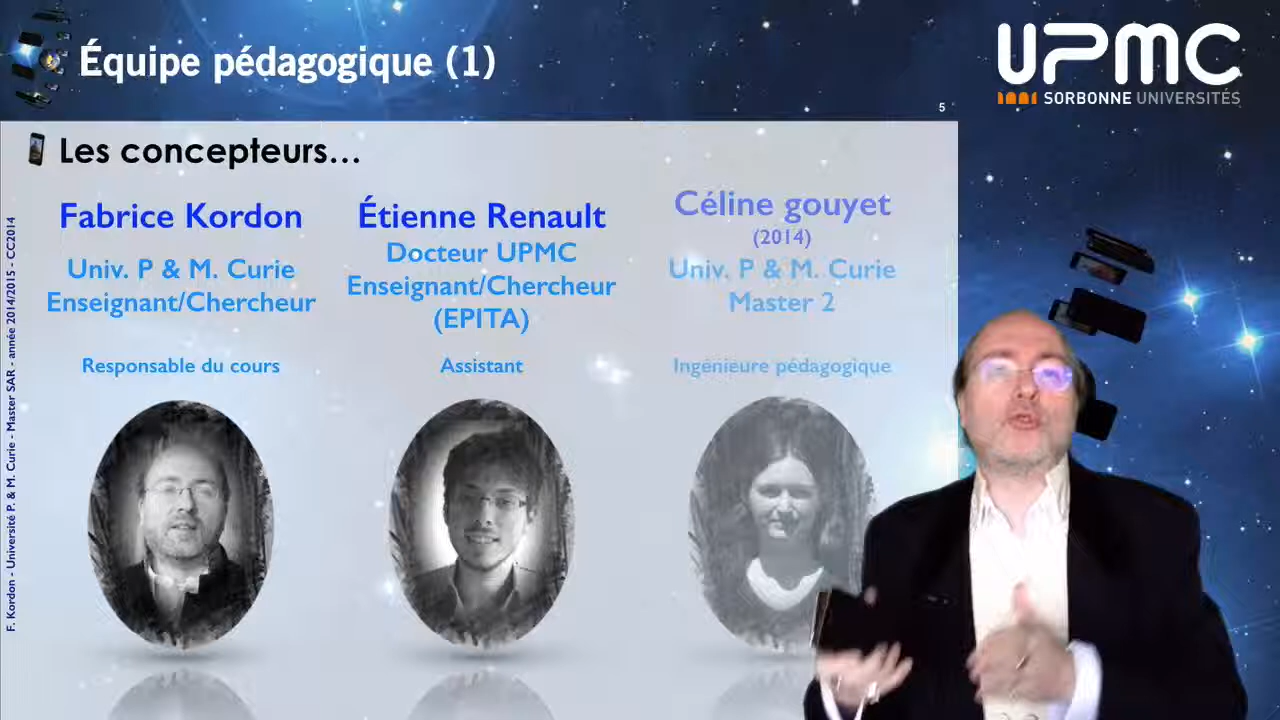 Équipe pédagogique (1)
UPMC
SORBONNE UNIVERSITÉS
5
Les concepteurs...
Fabrice Kordon
Univ. P & M. Curie
Enseignant/Chercheur
Responsable du cours
Étienne Renault
Docteur UPMC
Enseignant/Chercheur
(EPITA)
Assistant
Céline gouyet
(2014)
Univ. P & M. Curie
Master 2
Ingénieure pédagogique
F. Kordon - Université P. & M. Curie - Master SAR - année 2014/2015 - CC2014